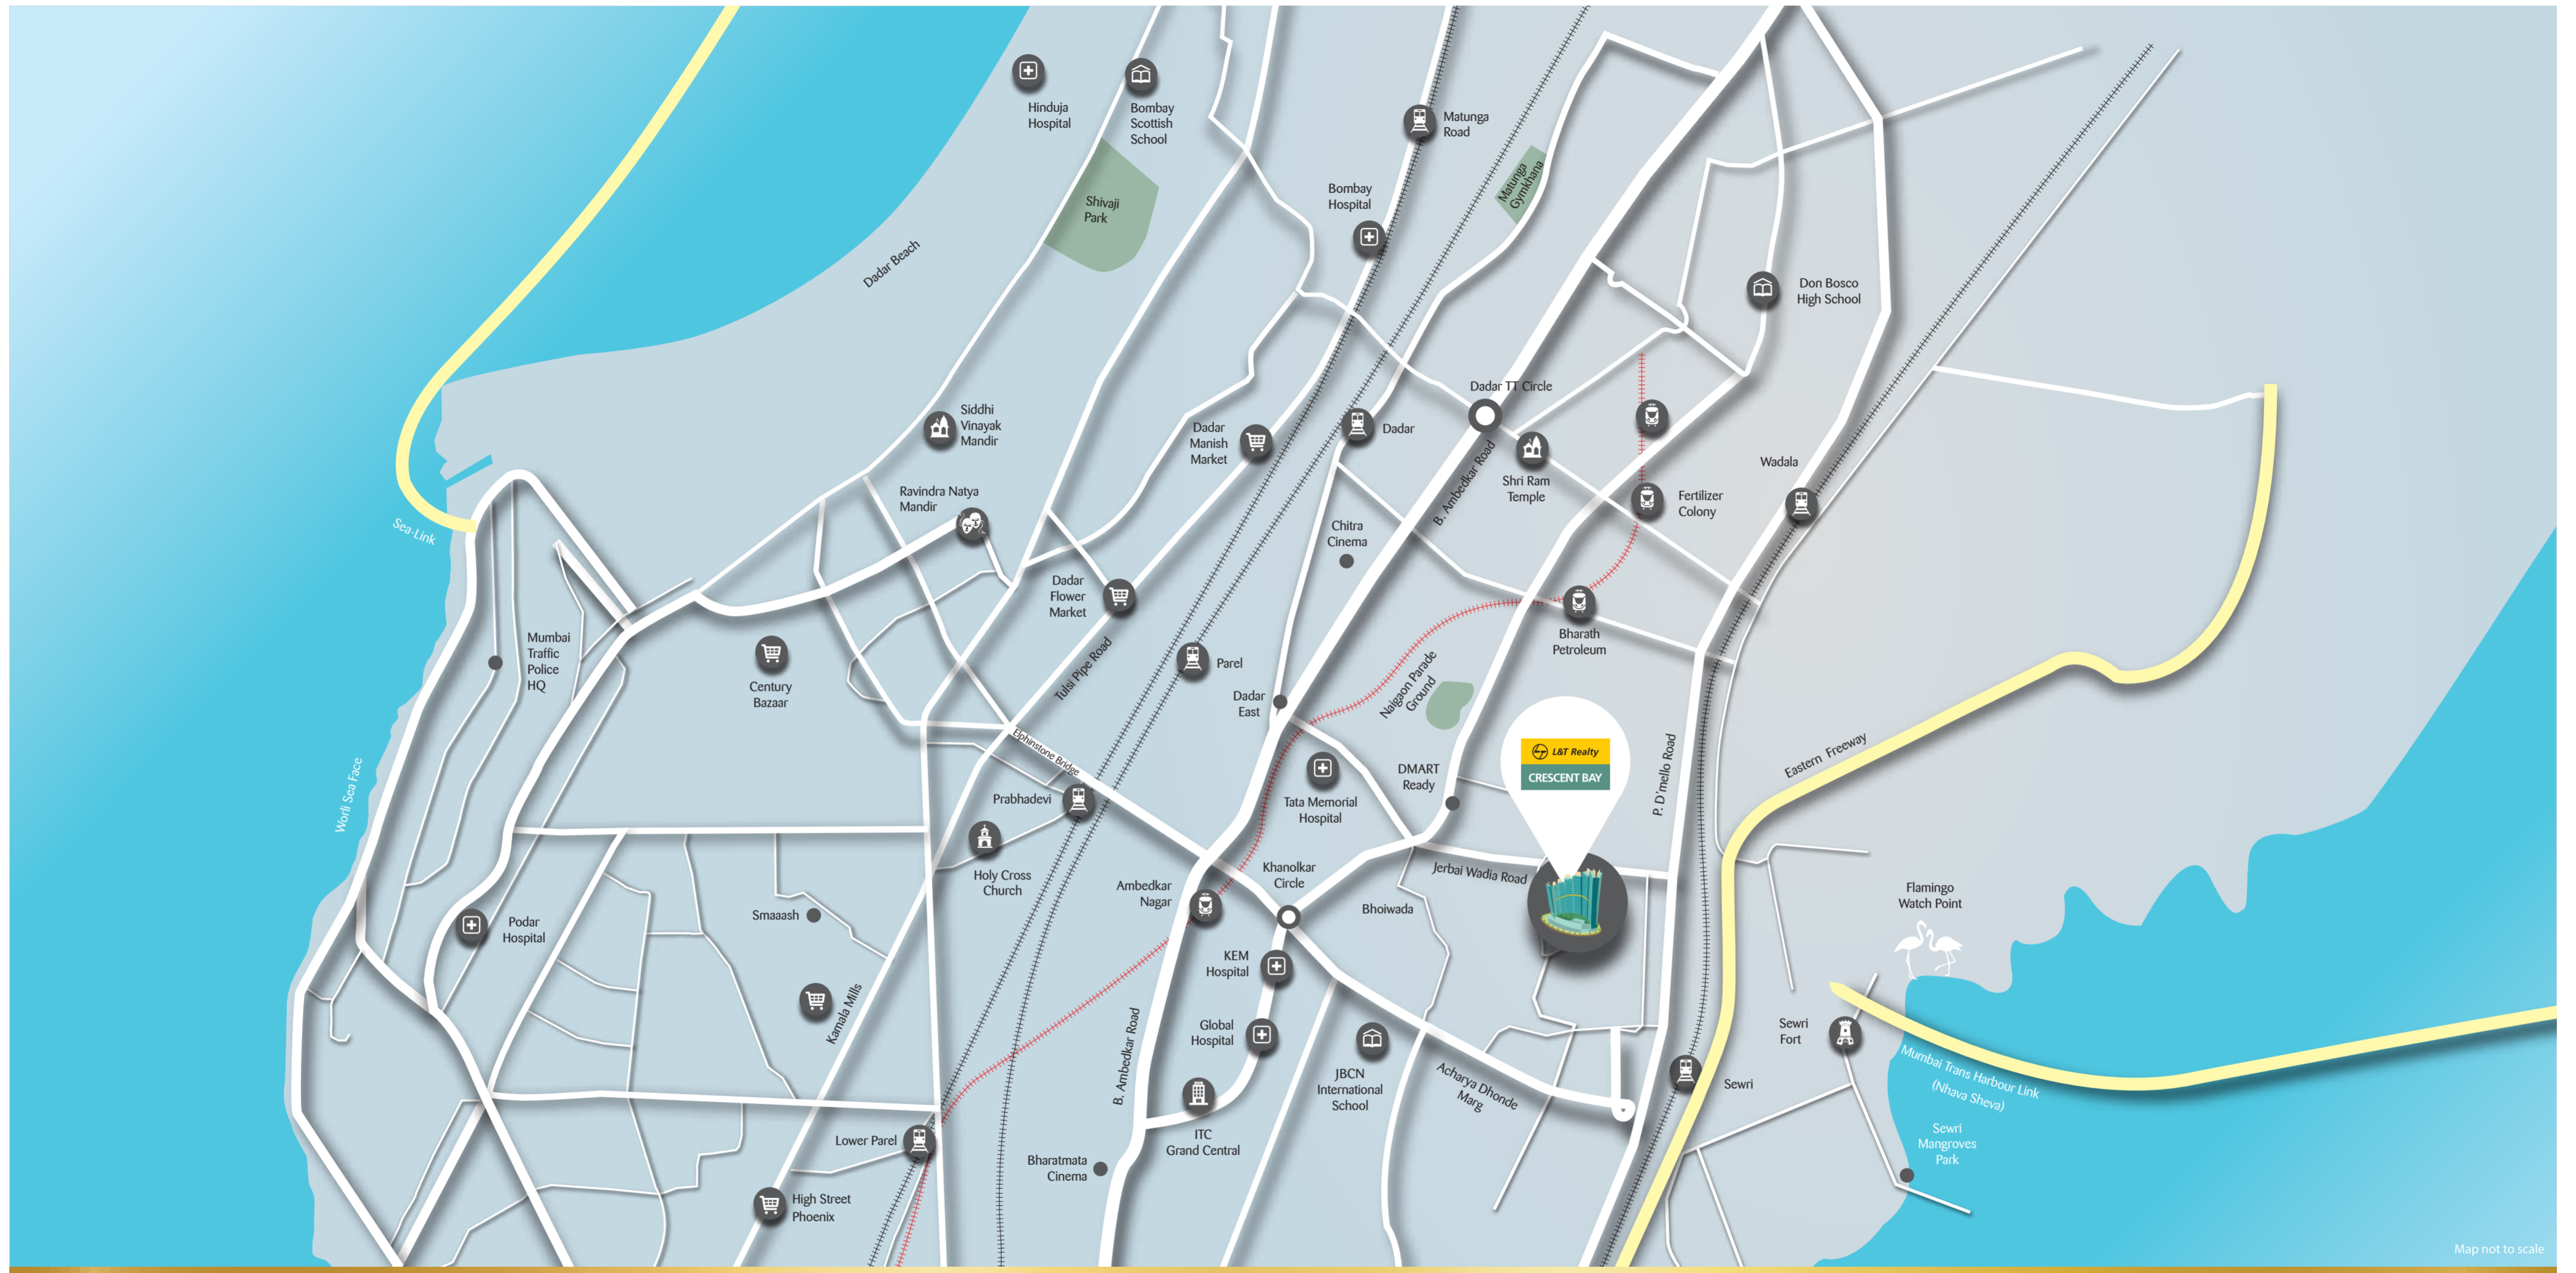 Hinduja
Hospital
Bombay
Scottish
School
Matunga
Road
Shivaji
Park
Bombay
Hospital
Matunga
Gymkhana
Dadar Beach
Don Bosco
High School
Siddhi
Vinayak
Mandir
Dadar
Manish
Market
Dadar
Dadar TT Circle
B. Ambedkar Road
Shri Ram
Temple
Fertilizer
Colony
Wadala
Sea-Link
Ravindra Natya
Mandir
Chitra
Cinema
Dadar
Flower
Market
Bharath
Petroleum
Mumbai
Traffic
Police
HQ
Century
Bazaar
Tulsi Pipe Road
Parel
Dadar
East
Naigaon Parade
Ground
L&T Realty
CRESCENT BAY
P. D'mello Road
Eastern Freeway
Elphinstone Bridge
Worli Sea Face
Prabhadevi
Tata Memorial
Hospital
DMART
Ready
Holy Cross
Church
Ambedkar
Nagar
Khanolkar
Circle
Jerbai Wadia Road
Bhoiwada
Flamingo
Watch Point
Podar
Hospital
Smaaash
Kamala Mills
KEM
Hospital
Global
Hospital
B. Ambedkar Road
JBCN
International
School
Acharya Dhonde
Marg
Sewri
Fort
Sewri
Mumbai Trans Harbour Link
(Nhava Sheva)
Sewri
Mangroves
Park
Lower Parel
ITC
Grand Central
Bharatmata
Cinema
High Street
Phoenix
Map not to scale